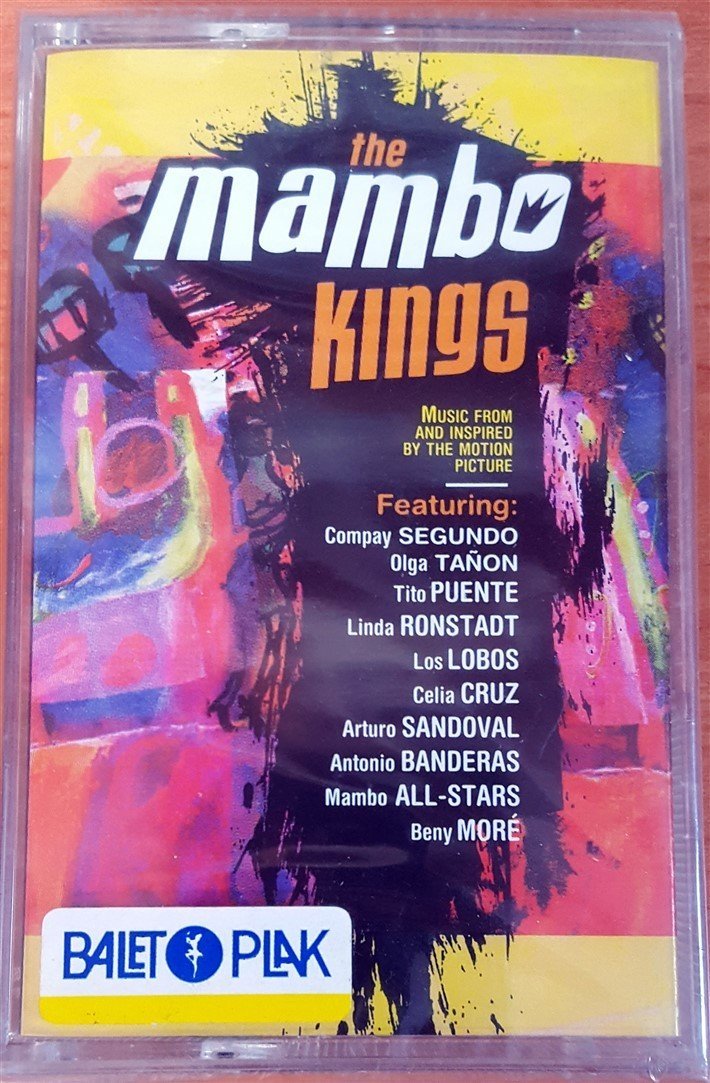 the
mambo
kings
MUSIC FROM
AND INSPIRED
BY THE MOTION
PICTURE
Featuring:
Compay SEGUNDO
Olga TAÑON
Tito PUENTE
Linda RONSTADT
Los LOBOS
Celia CRUZ
Arturo SANDOVAL
Antonio BANDERAS
Mambo ALL-STARS
Beny MORÉ
BALET PLAK